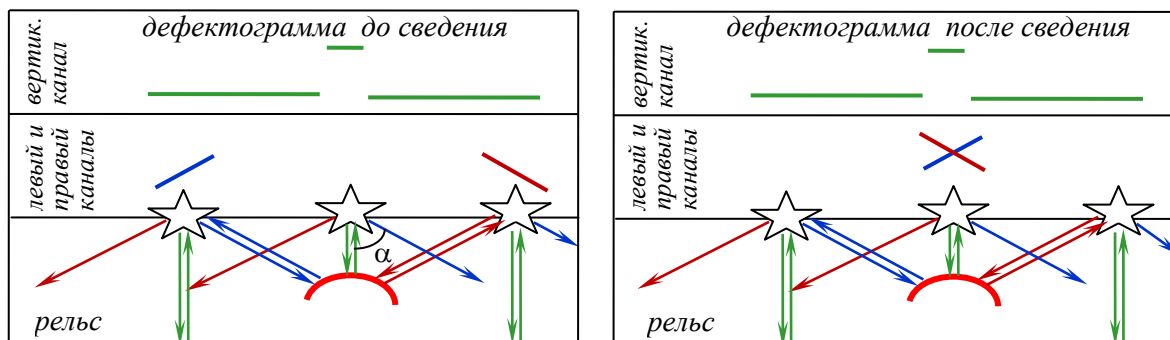 дефектограмма до сведения
вертик.
канал
левый и
правый
каналы
α
рельс
дефектограмма после сведения
вертик.
канал
левый и
правый
каналы
рельс